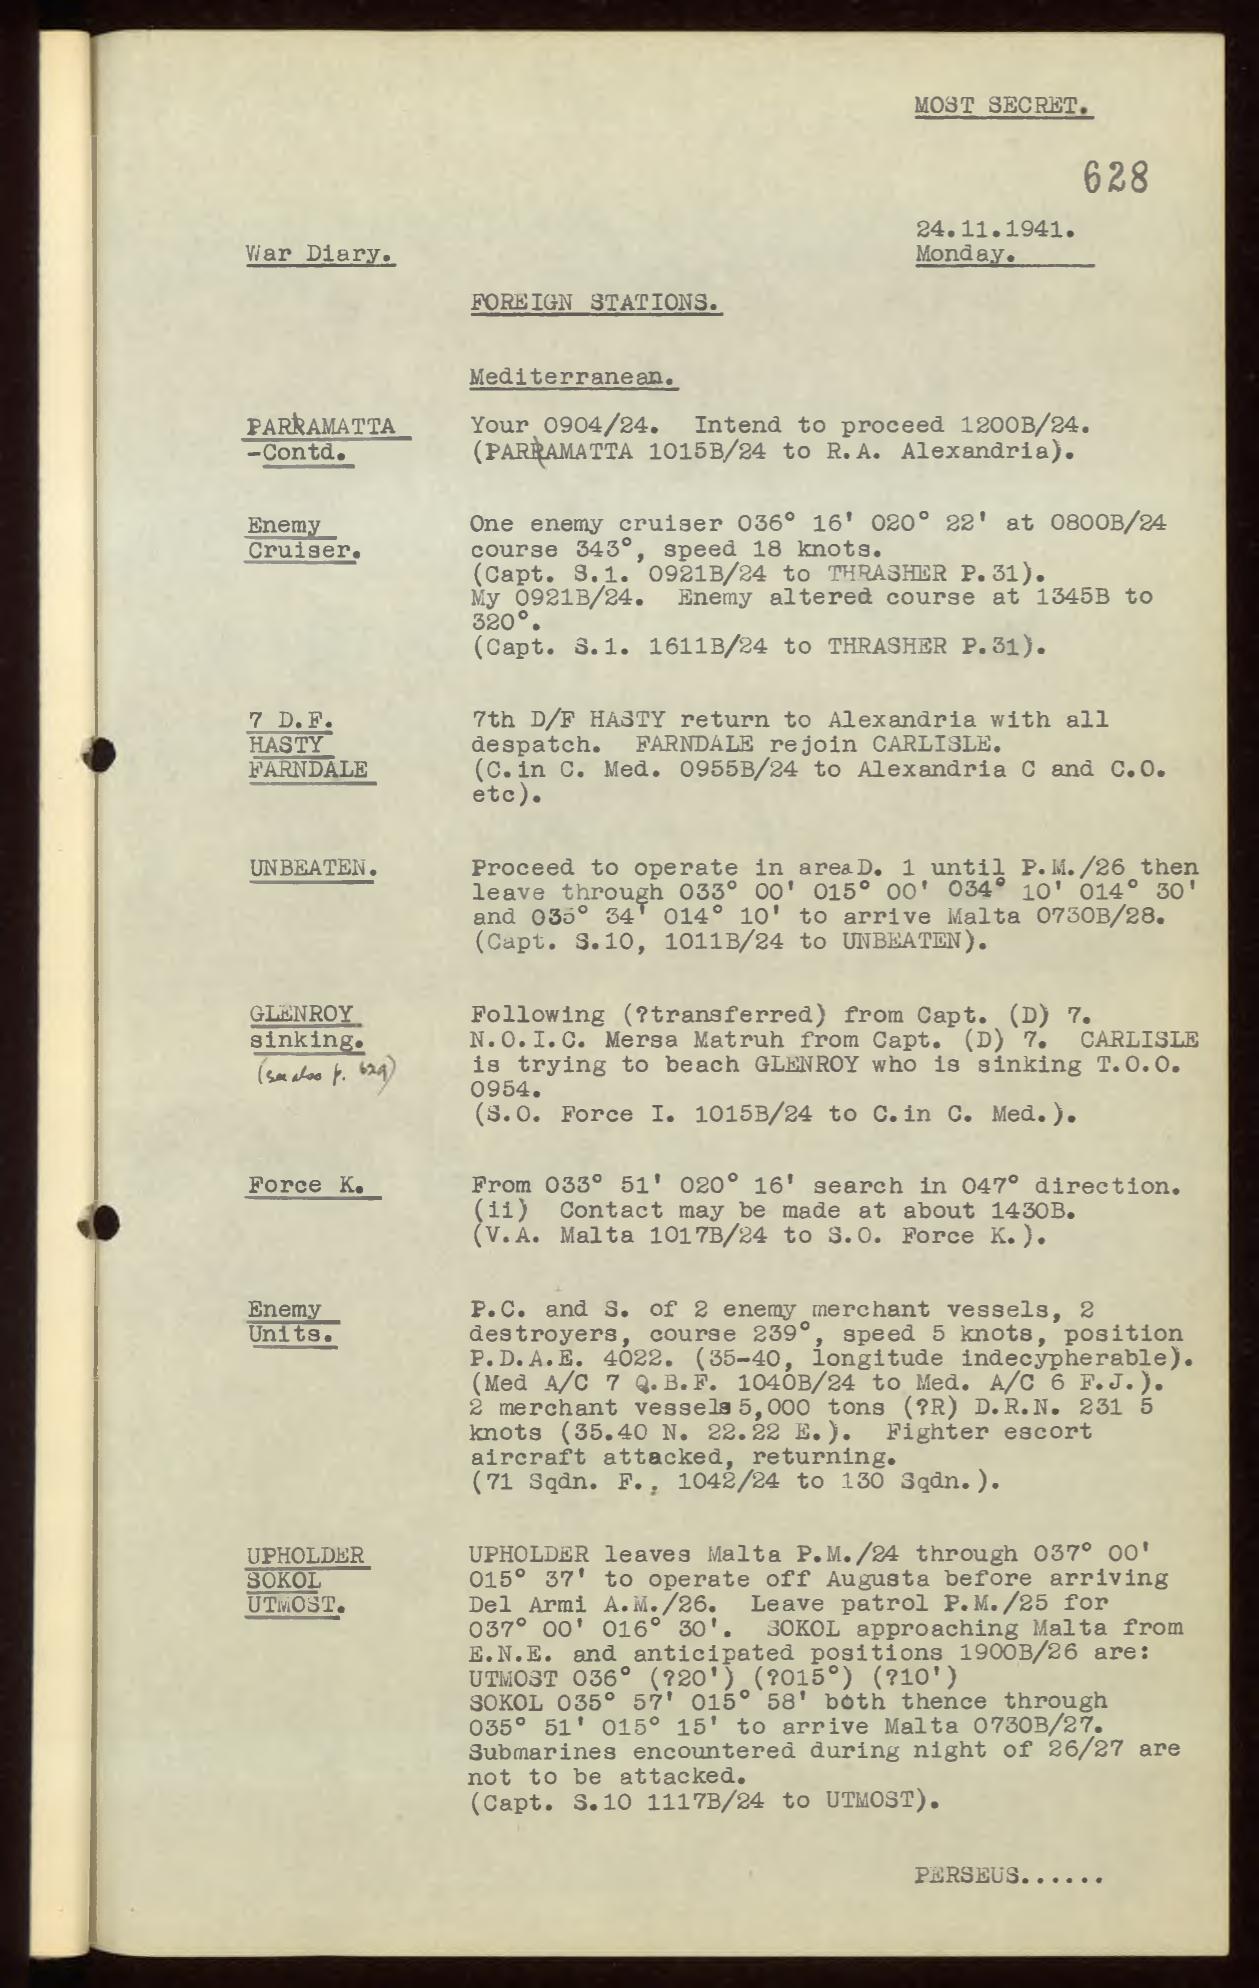 MOST SECRET.
628
24.11.1941.
War Diary.
Monday.
FOREIGN STATIONS.
Mediterranean.
PARRAMATTA
-Contd.
Your 0904/24. Intend to proceed 1200B/24.
(PARRAMATTA 1015B/24 to R.A. Alexandria).
Enemy
Cruiser.
One enemy cruiser 036° 16' 020° 22' at 0800B/24
course 343°, speed 18 knots.
(Capt. S.1. 0921B/24 to THRASHER P.31).
My 0921B/24. Enemy altered course at 1345B to
320°.
(Capt. S.1. 1611B/24 to THRASHER P.31).
7 D.F.
HASTY
FARNDALE
7th D/F HASTY return to Alexandria with all
despatch. FARNDALE rejoin CARLISLE.
(C.in C. Med. 0955B/24 to Alexandria C and C.O.
etc).
UNBEATEN.
Proceed to operate in area D. 1 until P.M./26 then
leave through 033° 00' 015° 00' 034° 10' 014° 30'
and 035° 34' 014° 10' to arrive Malta 0730B/28.
(Capt. S.10, 1011B/24 to UNBEATEN).
GLENROY
sinking.
(see also p. 629)
Following (?transferred) from Capt. (D) 7.
N.O.I.C. Mersa Matruh from Capt. (D) 7. CARLISLE
is trying to beach GLENROY who is sinking T.O.O.
0954.
(S.O. Force I. 1015B/24 to C.in C. Med.).
Force K.
From 033° 51' 020° 16' search in 047° direction.
(ii) Contact may be made at about 1430B.
(V.A. Malta 1017B/24 to S.O. Force K.).
Enemy
Units.
P.C. and S. of 2 enemy merchant vessels, 2
destroyers, course 239°, speed 5 knots, position
P.D.A.E. 4022. (35-40, longitude indecypherable).
(Med A/C 7 Q.B.F. 1040B/24 to Med. A/C 6 F.J.).
2 merchant vessels 5,000 tons (?R) D.R.N. 231 5
knots (35.40 N. 22.22 E.). Fighter escort
aircraft attacked, returning.
(71 Sqdn. F., 1042/24 to 130 Sqdn.).
UPHOLDER
SOKOL
UTMOST.
UPHOLDER leaves Malta P.M./24 through 037° 00'
015° 37' to operate off Augusta before arriving
Del Armi A.M./26. Leave patrol P.M./25 for
037° 00' 016° 30'. SOKOL approaching Malta from
E.N.E. and anticipated positions 1900B/26 are:
UTMOST 036° (?20') (?015°) (?10')
SOKOL 035° 57' 015° 58' both thence through
035° 51' 015° 15' to arrive Malta 0730B/27.
Submarines encountered during night of 26/27 are
not to be attacked.
(Capt. S.10 1117B/24 to UTMOST).
PERSEUS......